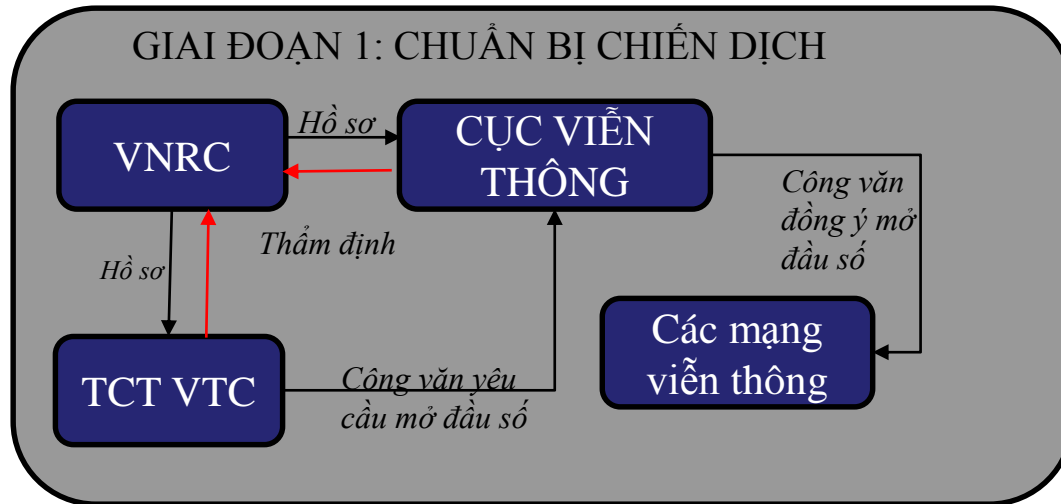 GIAI ĐOẠN 1: CHUẨN BỊ CHIẾN DỊCH
VNRC
Hồ sơ
CỤC VIỄN
THÔNG
Công văn
đồng ý mở
đầu số
Thẩm định
Hồ sơ
Các mạng
viễn thông
TCT VTC
Công văn yêu
cầu mở đầu số